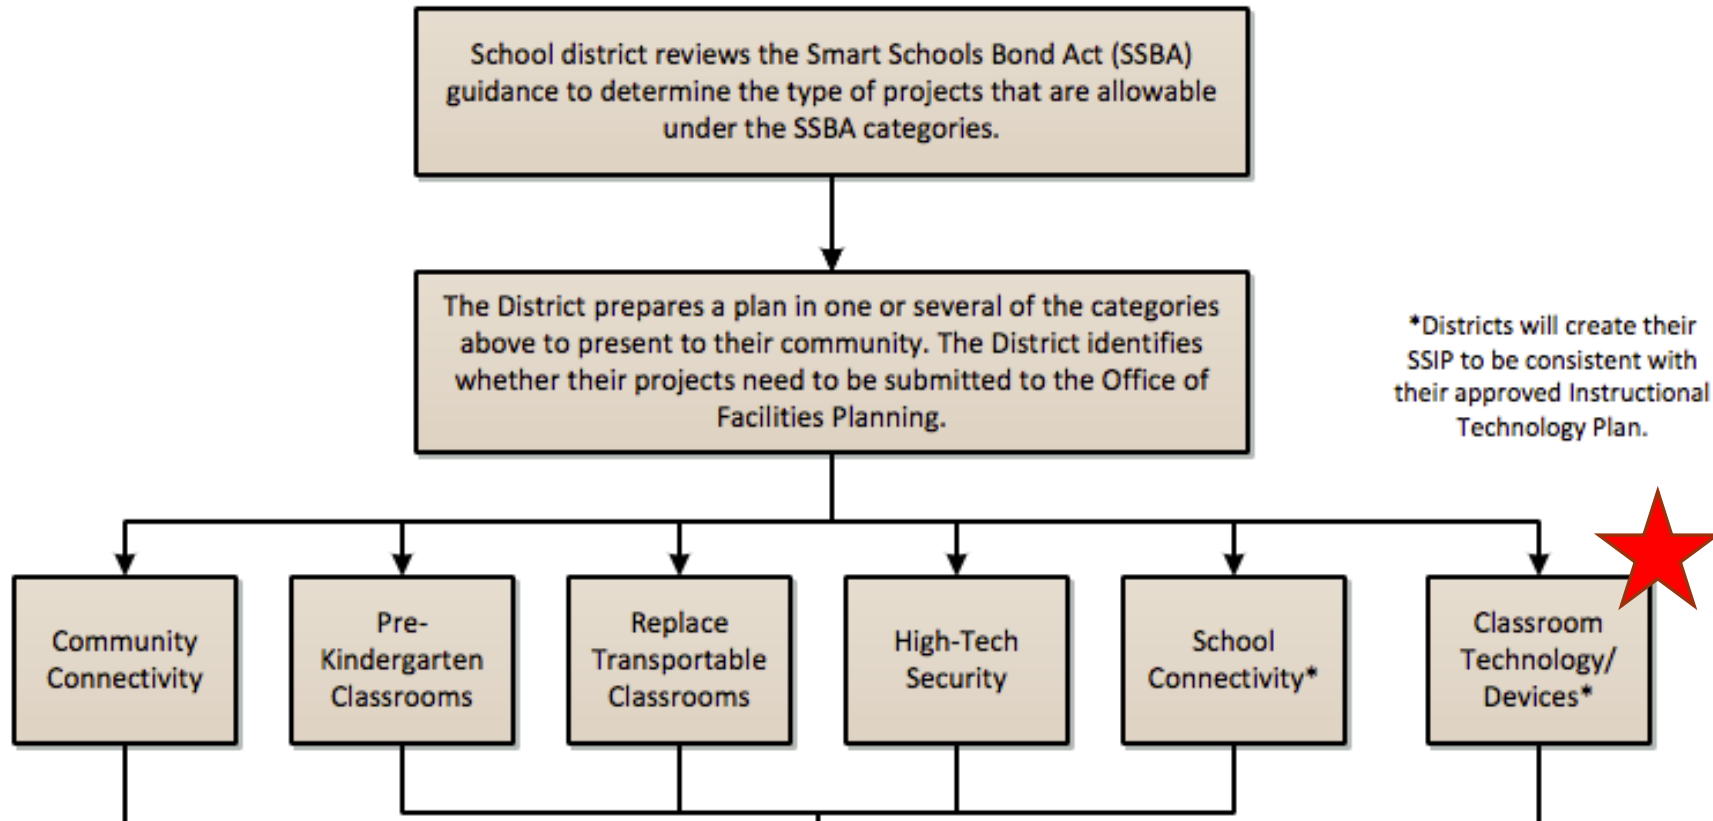 School district reviews the Smart Schools Bond Act (SSBA)
guidance to determine the type of projects that are allowable
under the SSBA categories.
The District prepares a plan in one or several of the categories
above to present to their community. The District identifies
whether their projects need to be submitted to the Office of
Facilities Planning.
*Districts will create their
SSIP to be consistent with
their approved Instructional
Technology Plan.
Community
Connectivity
Pre-
Kindergarten
Classrooms
Replace
Transportable
Classrooms
High-Tech
Security
School
Connectivity*
Classroom
Technology/
Devices*